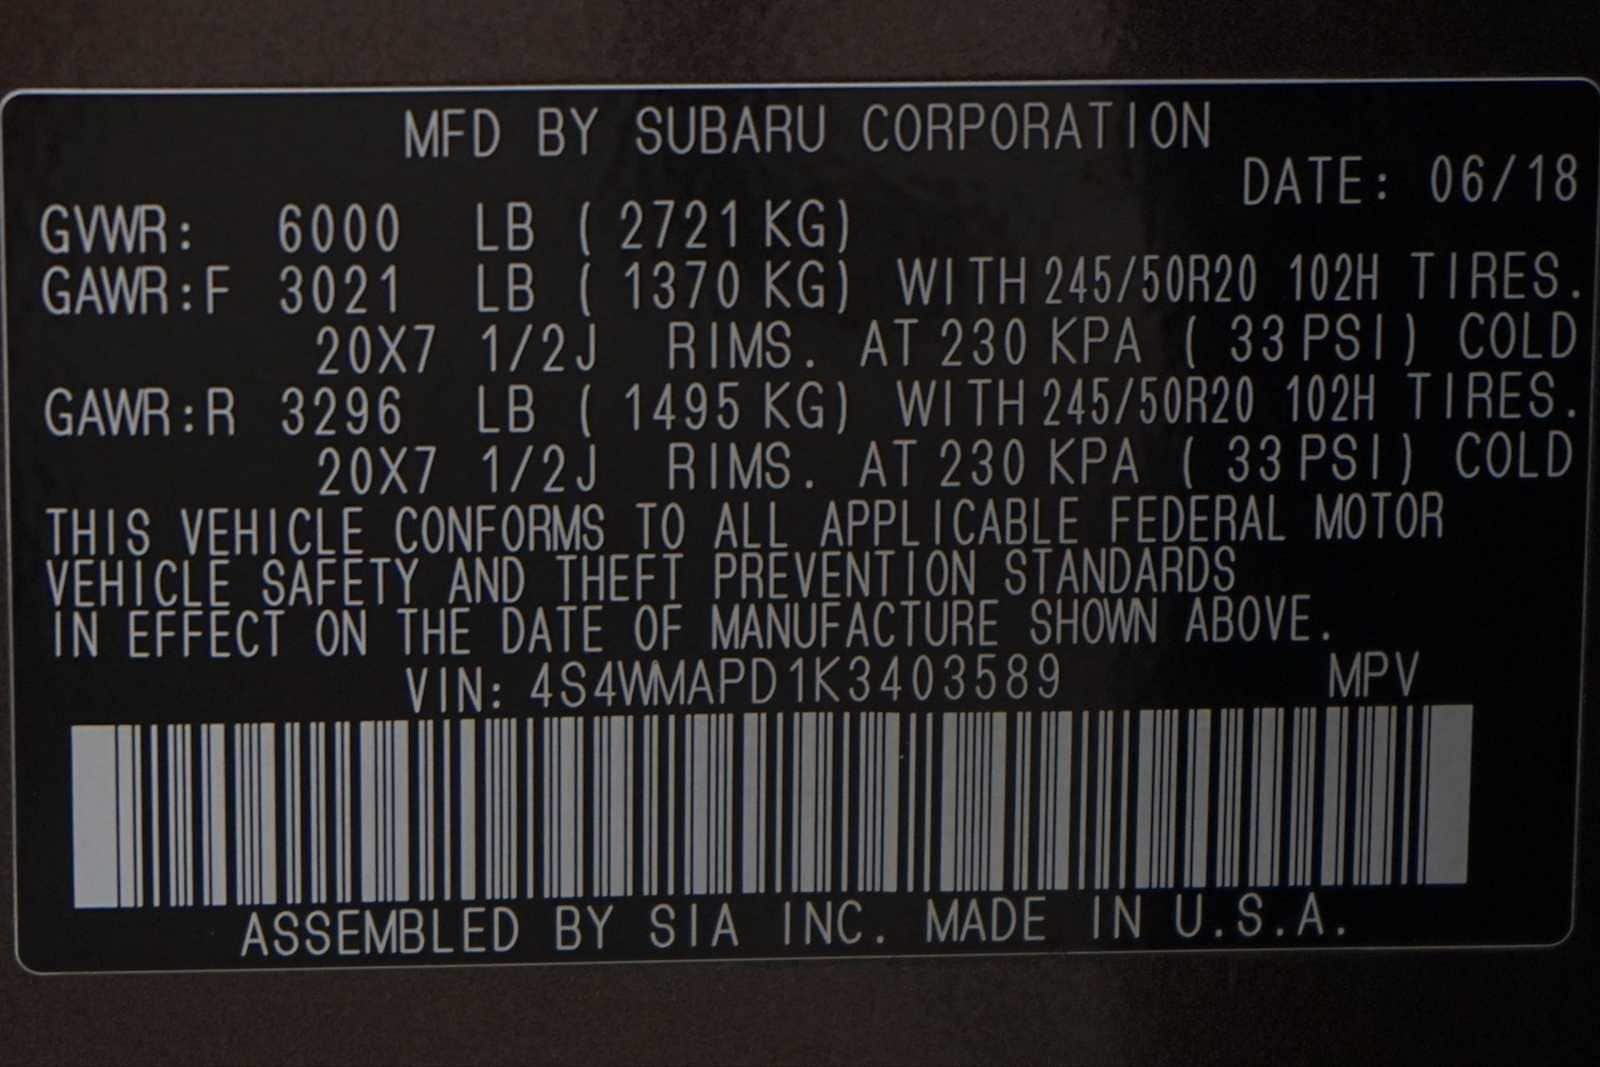 MFD BY SUBARU CORPORATION
DATE: 06/18
GVWR: 6000 LB ( 2721 KG)
GAWR:F 3021 LB ( 1370 KG) WITH 245/50R20 102H TIRES.
20X7 1/2J RIMS. AT 230 KPA ( 33 PSI) COLD
GAWR:R 3296 LB ( 1495 KG) WITH 245/50R20 102H TIRES.
20X7 1/2J RIMS. AT 230 KPA ( 33 PSI) COLD
THIS VEHICLE CONFORMS TO ALL APPLICABLE FEDERAL MOTOR
VEHICLE SAFETY AND THEFT PREVENTION STANDARDS
IN EFFECT ON THE DATE OF MANUFACTURE SHOWN ABOVE.
VIN: 4S4WMAPD1K3403589 MPV
ASSEMBLED BY SIA INC. MADE IN U.S.A.